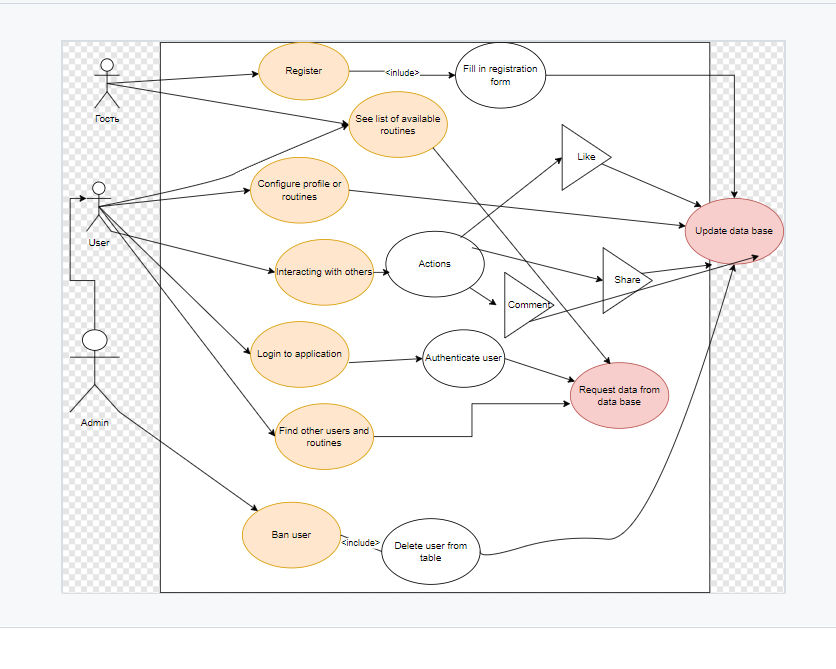 Register
<inlude>
Fill in registration
form
Гость
See list of available
routines
Like
Configure profile or
routines
Update data base
User
Actions
Interacting with others
Share
Comment
Login to application
Authenticate user
Request data from
data base
Admin
Find other users and
routines
Ban user
<include>
Delete user from
table